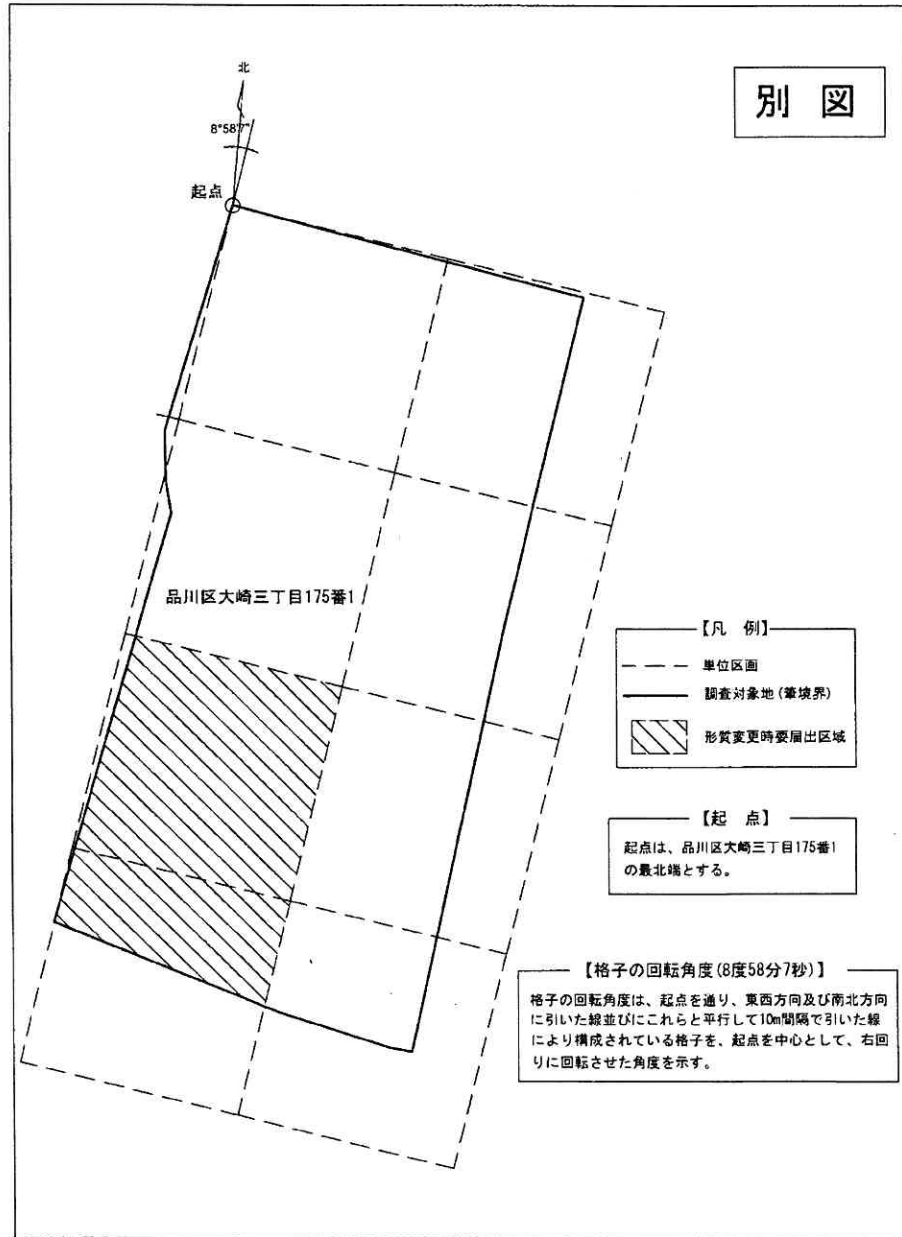 別図
北
8°58'7"
起点
品川区大崎三丁目175番1
【凡 例】
単位区画
調査対象地(筆境界)
形質変更時要届出区域
【起 点】
起点は、品川区大崎三丁目175番1
の最北端とする。
【格子の回転角度(8度58分7秒)】
格子の回転角度は、起点を通り、東西方向及び南北方向
に引いた線並びにこれらと平行して10m間隔で引いた線
により構成されている格子を、起点を中心として、右回
りに回転させた角度を示す。